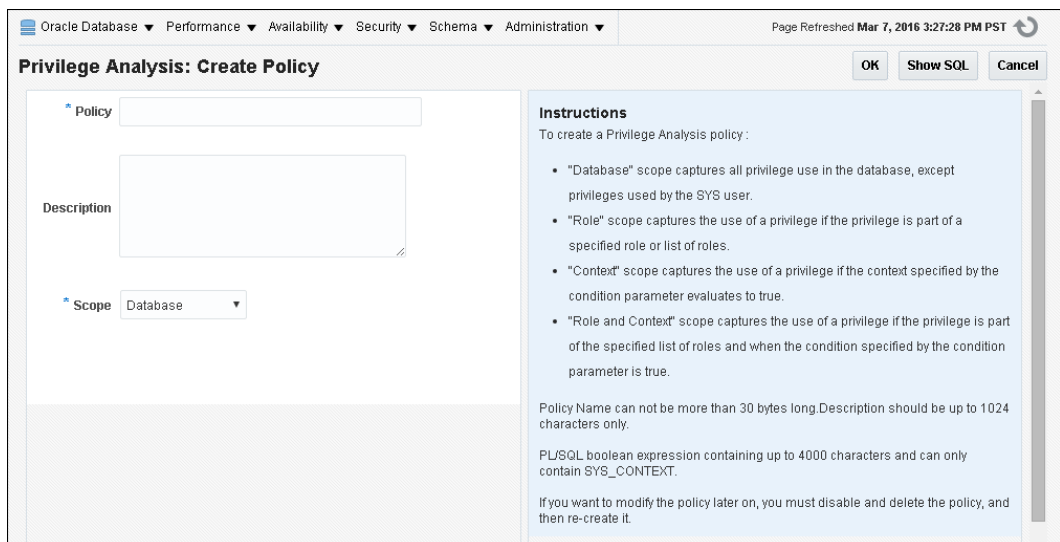 Oracle Database ▼ Performance ▼ Availability ▼ Security ▼ Schema ▼ Administration ▼
Page Refreshed Mar 7, 2016 3:27:28 PM PST
Privilege Analysis: Create Policy
OK Show SQL Cancel
* Policy
Description
* Scope Database ▼
Instructions
To create a Privilege Analysis policy :
• "Database" scope captures all privilege use in the database, except
privileges used by the SYS user.
• "Role" scope captures the use of a privilege if the privilege is part of a
specified role or list of roles.
• "Context" scope captures the use of a privilege if the context specified by the
condition parameter evaluates to true.
• "Role and Context" scope captures the use of a privilege if the privilege is part
of the specified list of roles and when the condition specified by the condition
parameter is true.
Policy Name can not be more than 30 bytes long.Description should be up to 1024
characters only.
PL/SQL boolean expression containing up to 4000 characters and can only
contain SYS_CONTEXT.
If you want to modify the policy later on, you must disable and delete the policy, and
then re-create it.